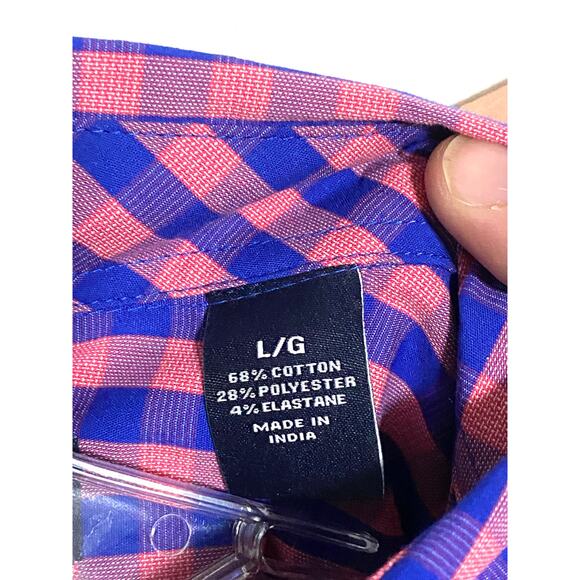 L/G
68% COTTON
28% POLYESTER
4% ELASTANE
MADE IN
INDIA